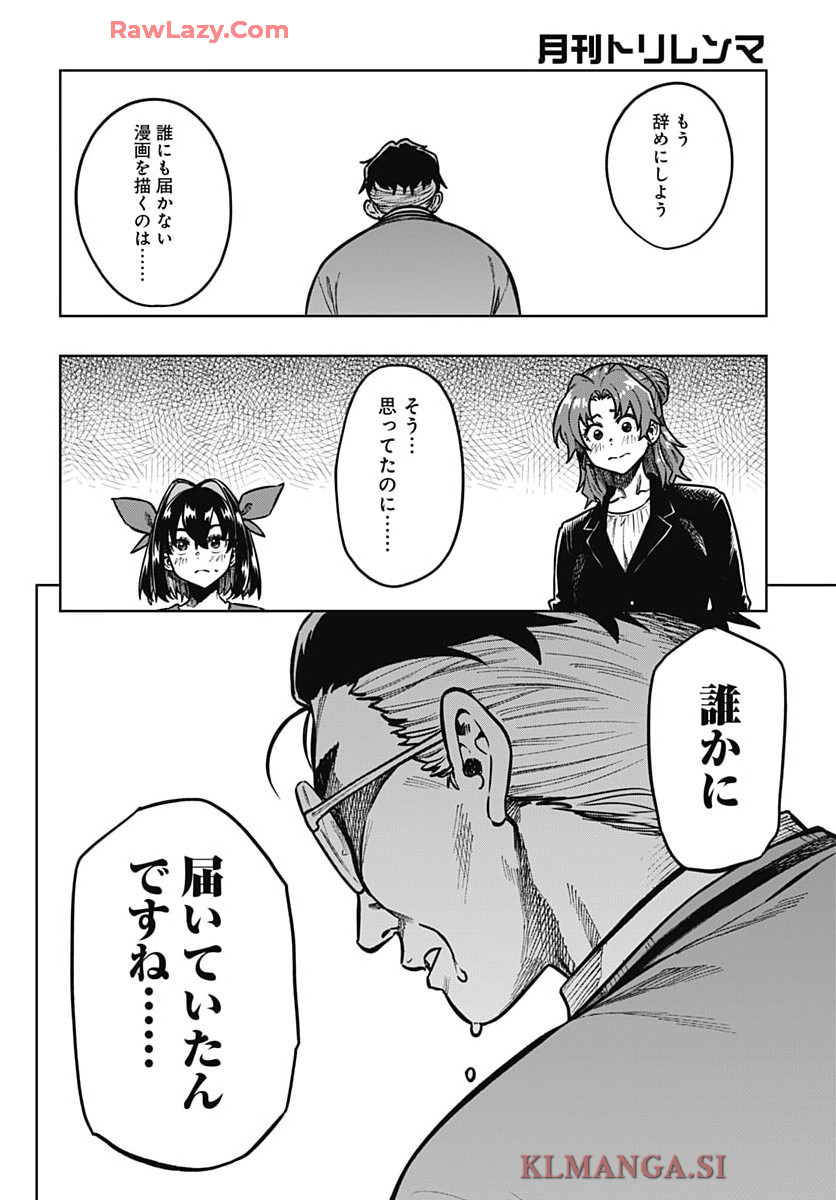 RawLazy.Com
月刊トリレンマ
もう
辞めにしよう
誰にも届かない
漫画を描くのは……
そう…
思ってたのに……
誰かに
届いていたん
ですね……
KLMANGA.SI